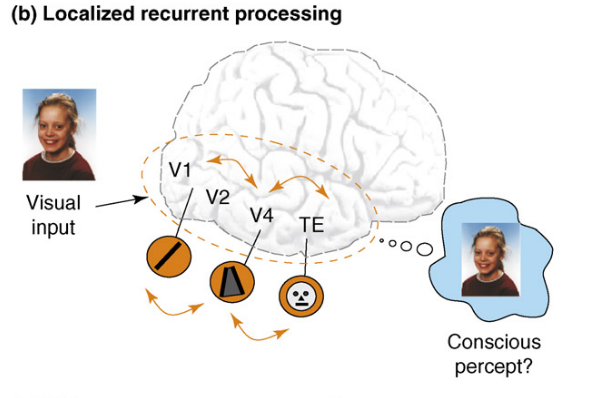 (b) Localized recurrent processing
V1
V2
V4
TE
Visual
input
Conscious
percept?